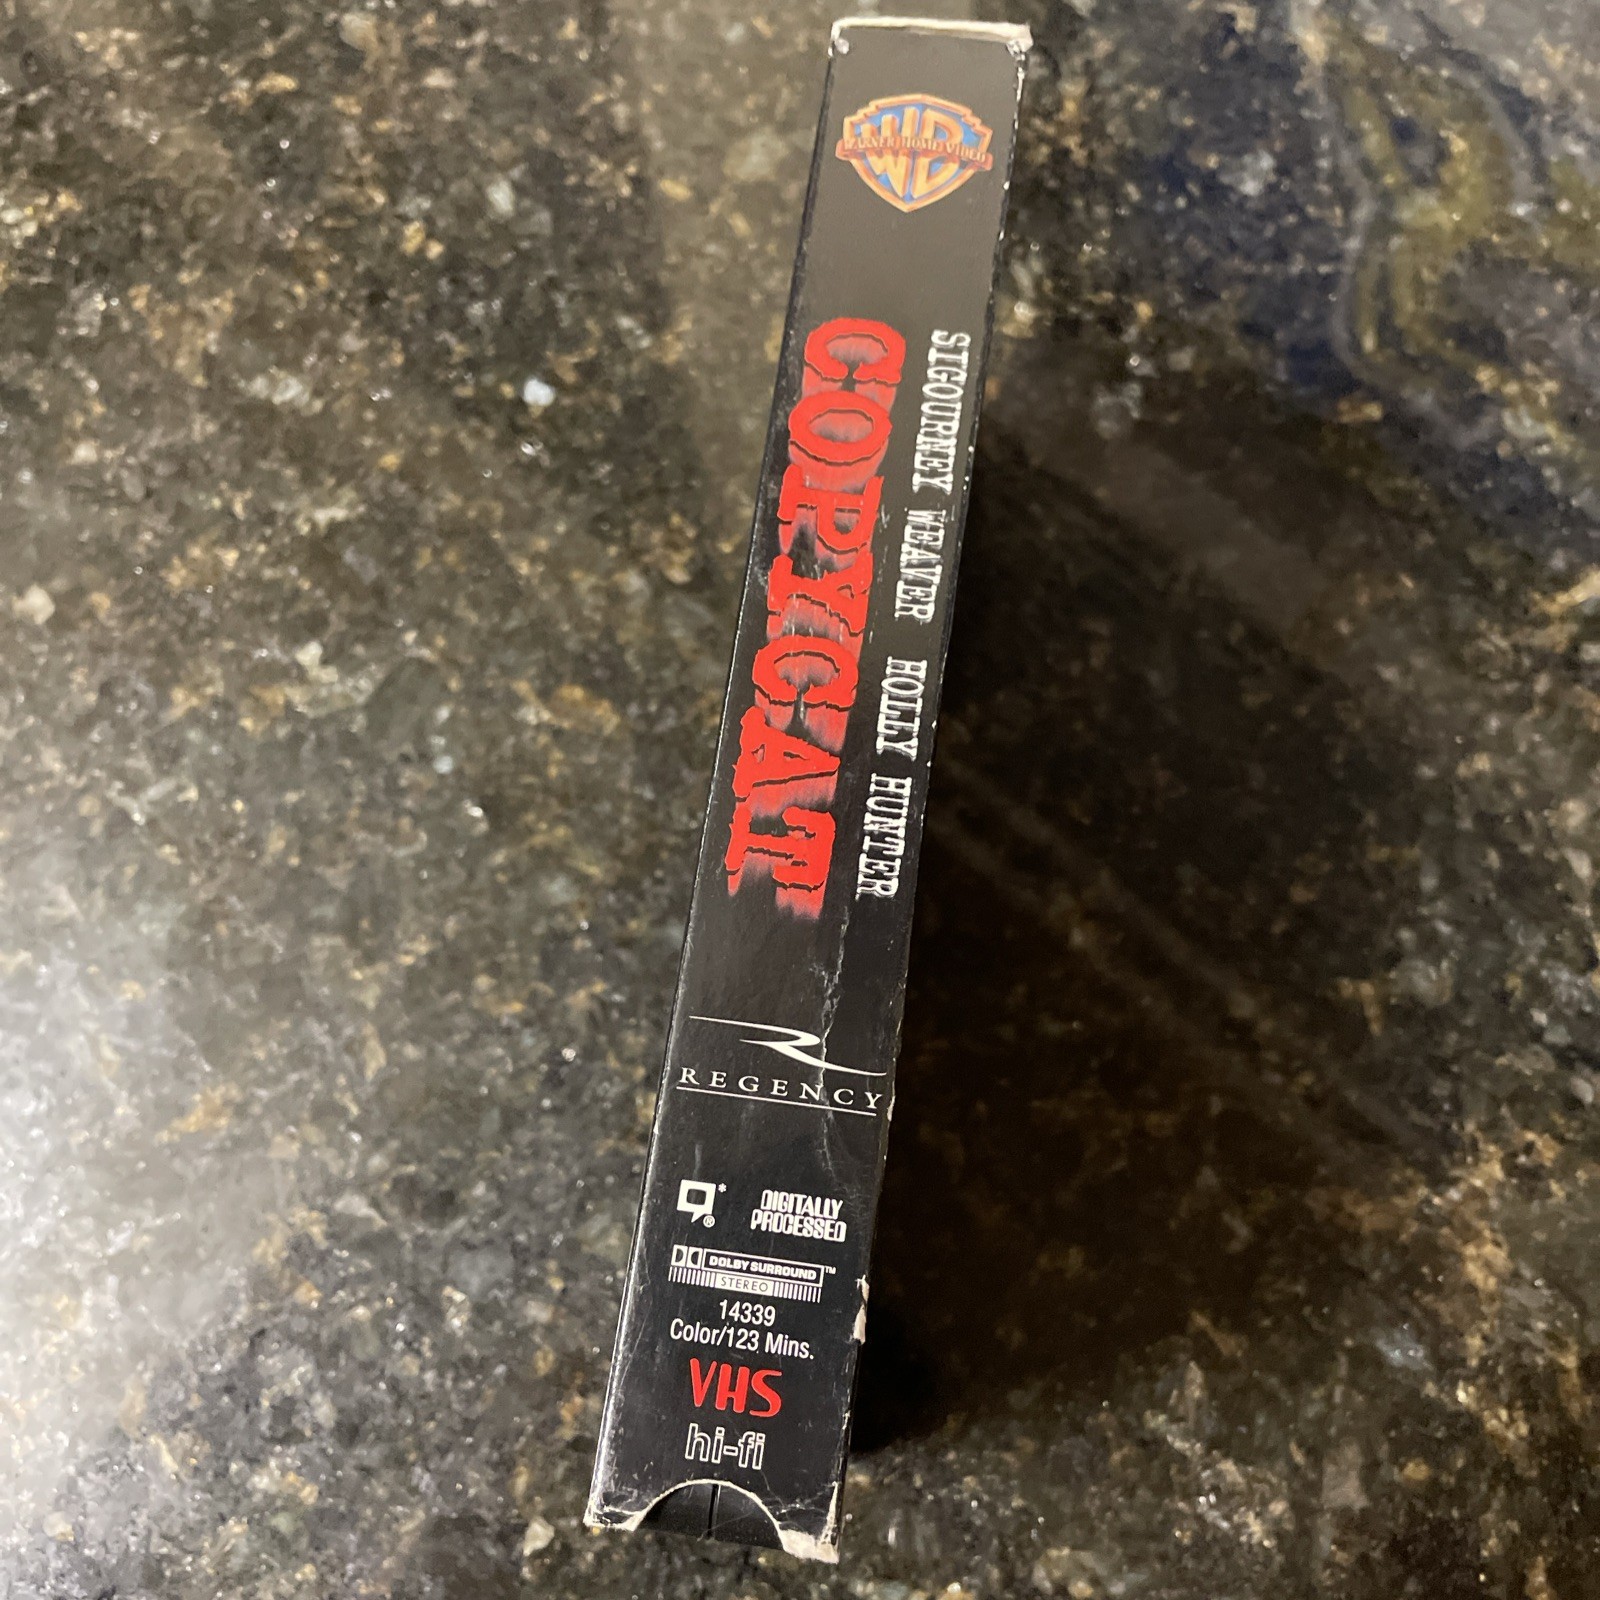 WB
WARNER HOME VIDEO
SIGOURNEY WEAVER HOLLY HUNTER
COPYCAT
R
REGENCY
*
®
DIGITALLY
PROCESSED
DOLBY SURROUND™
STEREO
14339
Color/123 Mins.
VHS
hi-fi